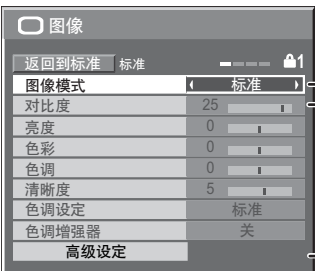 图像
返回到标准 标准 1
图像模式 标准
对比度 25
亮度 0
色彩 0
色调 0
清晰度 5
色调设定 标准
色调增强器 关
高级设定